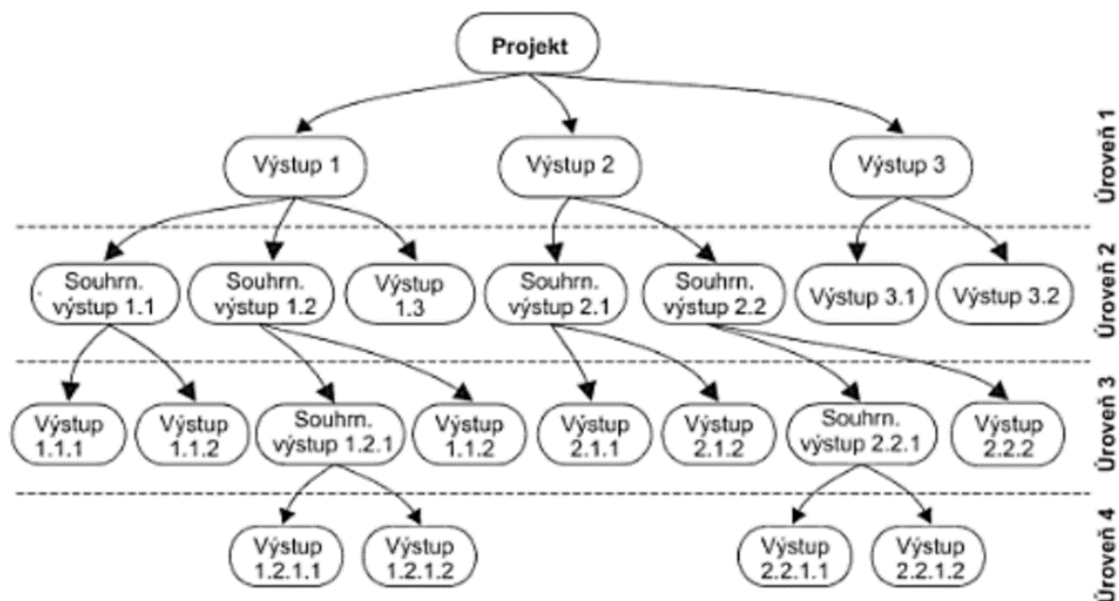 Projekt
Úroveň 1
Výstup 1
Výstup 2
Výstup 3
Úroveň 2
Souhrn.
výstup 1.1
Souhrn.
výstup 1.2
Výstup
1.3
Souhrn.
výstup 2.1
Souhrn.
výstup 2.2
Výstup 3.1
Výstup 3.2
Úroveň 3
Výstup
1.1.1
Výstup
1.1.2
Souhrn.
výstup 1.2.1
Výstup
1.1.2
Výstup
2.1.1
Výstup
2.1.2
Souhrn.
výstup 2.2.1
Výstup
2.2.2
Úroveň 4
Výstup
1.2.1.1
Výstup
1.2.1.2
Výstup
2.2.1.1
Výstup
2.2.1.2